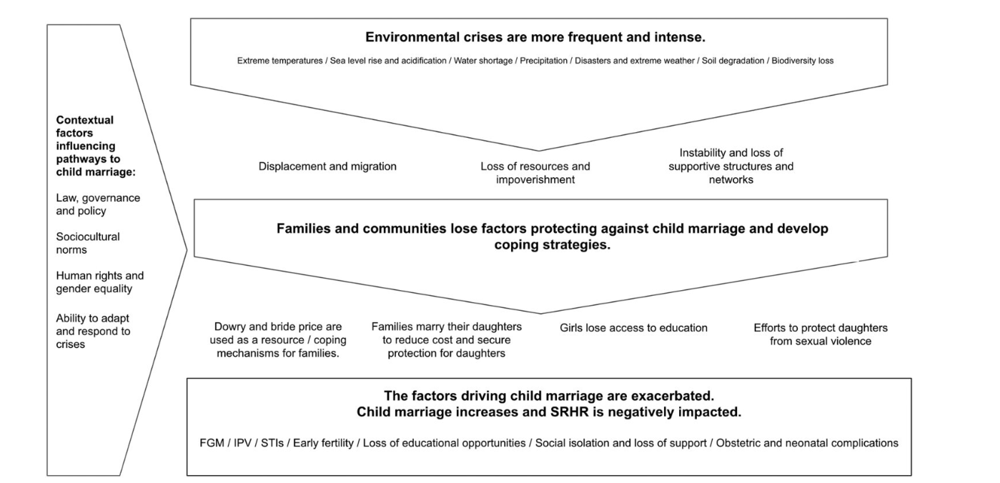 Environmental crises are more frequent and intense.
Extreme temperatures / Sea level rise and acidification / Water shortage / Precipitation / Disasters and extreme weather / Soil degradation / Biodiversity loss
Contextual
factors
influencing
pathways to
child marriage:
Law, governance
and policy
Sociocultural
norms
Human rights and
gender equality
Ability to adapt
and respond to
crises
Displacement and migration
Loss of resources and
impoverishment
Instability and loss of
supportive structures and
networks
Families and communities lose factors protecting against child marriage and develop
coping strategies.
Dowry and bride price are
used as a resource / coping
mechanisms for families.
Families marry their daughters
to reduce cost and secure
protection for daughters
Girls lose access to education
Efforts to protect daughters
from sexual violence
The factors driving child marriage are exacerbated.
Child marriage increases and SRHR is negatively impacted.
FGM / IPV / STIs / Early fertility / Loss of educational opportunities / Social isolation and loss of support / Obstetric and neonatal complications